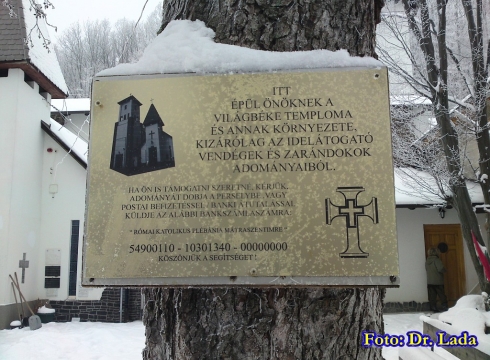 ITT
ÉPÜL ÖNÖKNEK A
VILÁGBÉKE TEMPLOMA
ÉS ANNAK KÖRNYEZETE,
KIZÁRÓLAG AZ IDELÁTOGATÓ
VENDÉGEK ÉS ZARÁNDOKOK
ADOMÁNYAIBÓL.
HA ÖN IS TÁMOGATNI SZERETNE, KÉRJÜK,
ADOMÁNYÁT DOBJA A PERSELYBE, VAGY
POSTAI BEFIZETÉSSEL, BANKI ÁTUTALÁSSAL
KÜLDJE AZ ALÁBBI BANKSZÁMLASZÁMRA:
" RÓMAI KATOLIKUS PLÉBÁNIA MÁTRASZENTIMRE "
54900110 - 10301340 - 00000000
KÖSZÖNJÜK A SEGÍTSÉGET !
Foto: Dr. Lada